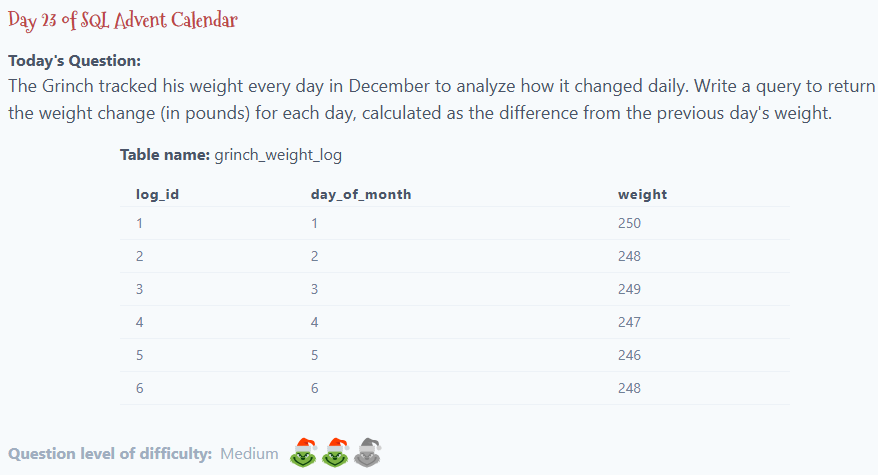 Day 23 of SQL Advent Calendar
Today's Question:
The Grinch tracked his weight every day in December to analyze how it changed daily. Write a query to return
the weight change (in pounds) for each day, calculated as the difference from the previous day's weight.
Table name: grinch_weight_log
log_id day_of_month weight
1 1 250
2 2 248
3 3 249
4 4 247
5 5 246
6 6 248
Question level of difficulty: Medium